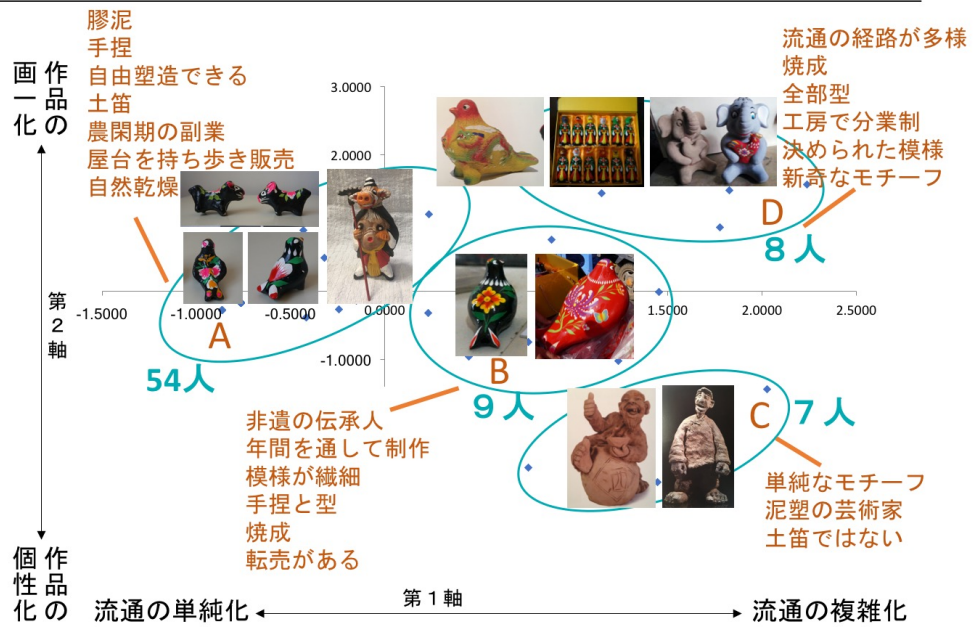 膠泥
手捏
自由塑造できる
土笛
農閑期の副業
屋台を持ち歩き販売
自然乾燥
流通の経路が多様
焼成
全部型
工房で分業制
決められた模様
新奇なモチーフ
作品の
画一化
3.0000
2.0000
D
8人
第2軸
-1.5000
-1.0000
-0.5000
0.0000
1.5000
2.0000
2.5000
A
-1.0000
54人
B
9人
C
7人
非遺の伝承人
年間を通して制作
模様が繊細
手捏と型
焼成
転売がある
単純なモチーフ
泥塑の芸術家
土笛ではない
作品の
個性化
流通の単純化
第1軸
流通の複雑化